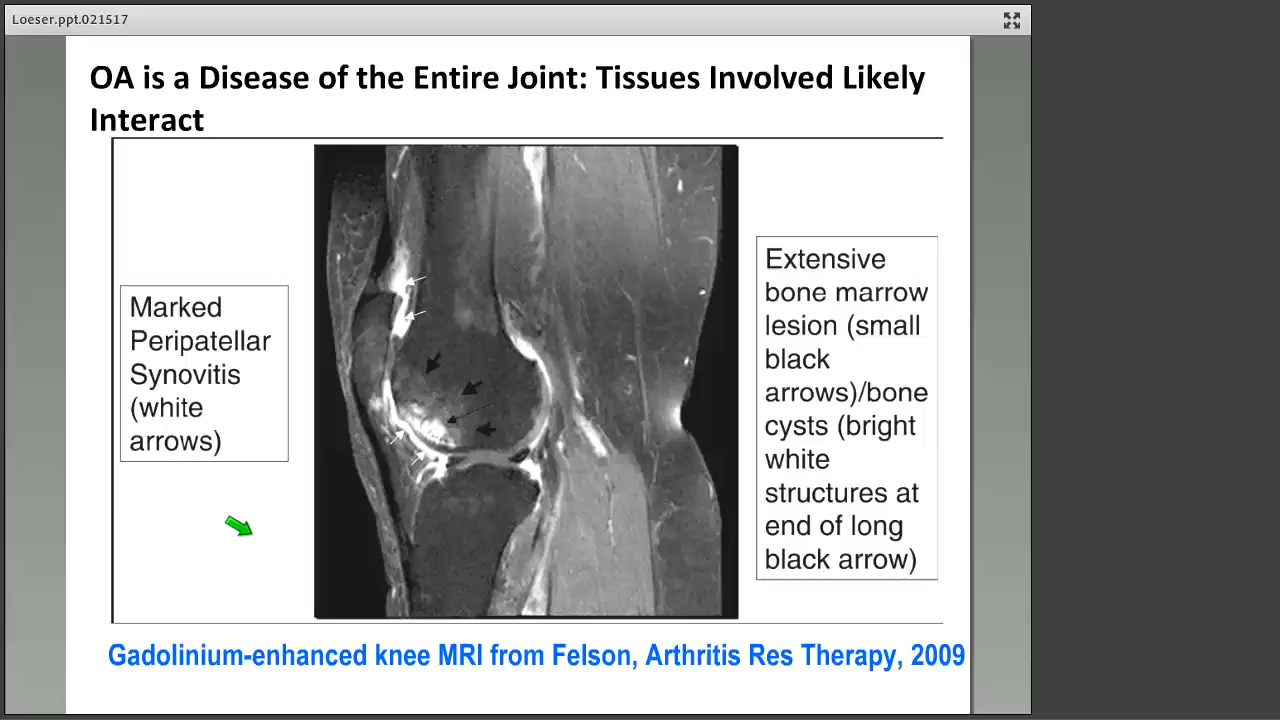 Loeser.ppt.021517
OA is a Disease of the Entire Joint: Tissues Involved Likely
Interact
Marked
Peripatellar
Synovitis
(white
arrows)
Extensive
bone marrow
lesion (small
black
arrows)/bone
cysts (bright
white
structures at
end of long
black arrow)
Gadolinium-enhanced knee MRI from Felson, Arthritis Res Therapy, 2009